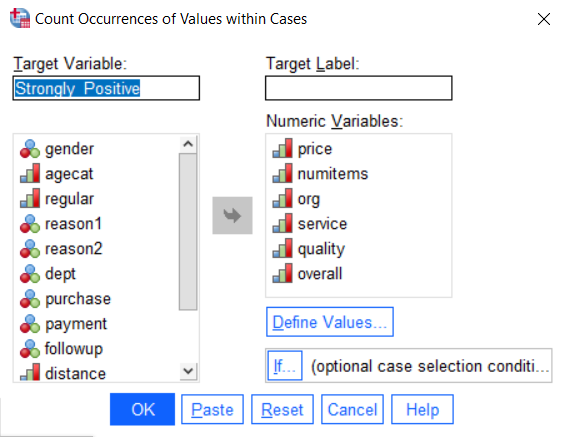 Count Occurrences of Values within Cases
Target Variable:
Strongly_Positive
Target Label:
gender
agecat
regular
reason1
reason2
dept
purchase
payment
followup
distance
Numeric Variables:
price
numitems
org
service
quality
overall
Define Values...
If... (optional case selection conditi...
OK Paste Reset Cancel Help